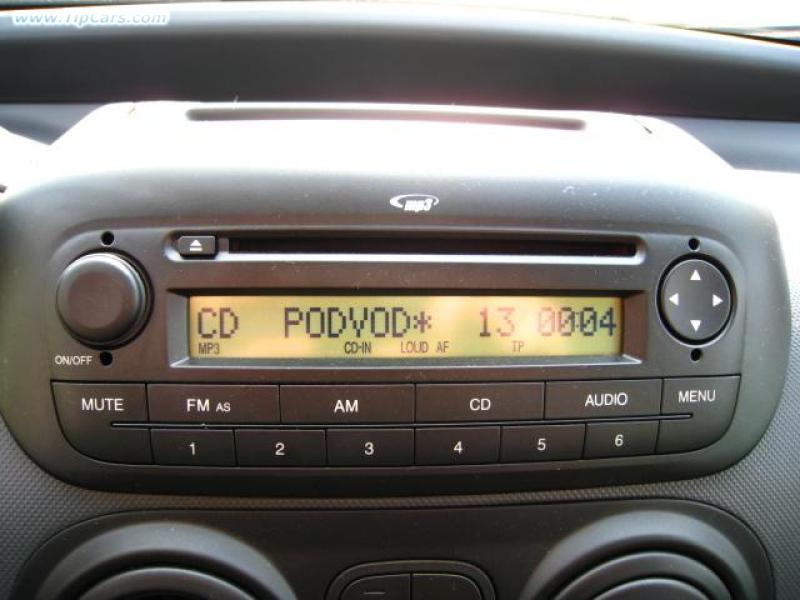 www.TipCars.com
mp3
CD PODVOD* 13 0004
MP3 CD-IN LOUD AF TP
ON/OFF
MUTE FM AS AM CD AUDIO MENU
1 2 3 4 5 6